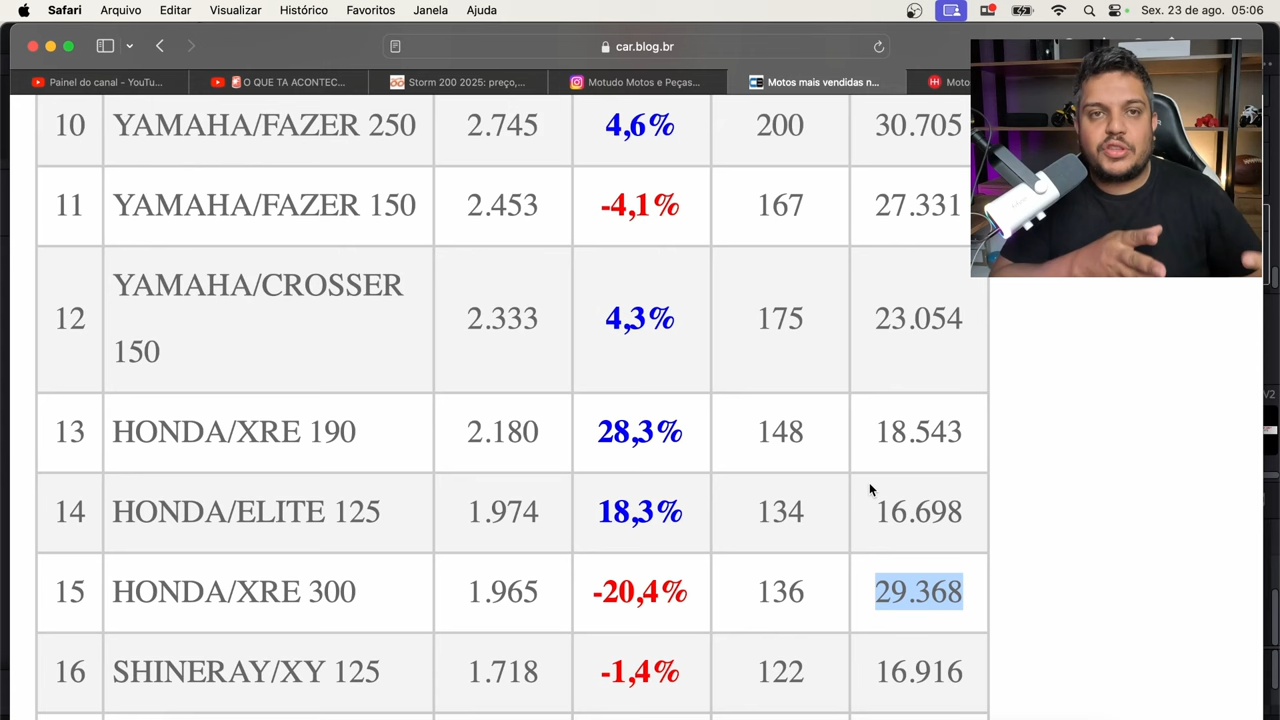 Safari Arquivo Editar Visualizar Histórico Favoritos Janela Ajuda Sex. 23 de ago. 05:06
car.blog.br
Painel do canal - YouTu... O QUE TA ACONTEC... Storm 200 2025: preço,... Motudo Motos e Peças... Motos mais vendidas n... Moto
10 YAMAHA/FAZER 250 2.745 4,6% 200 30.705
11 YAMAHA/FAZER 150 2.453 -4,1% 167 27.331
12 YAMAHA/CROSSER 2.333 4,3% 175 23.054
150
13 HONDA/XRE 190 2.180 28,3% 148 18.543
14 HONDA/ELITE 125 1.974 18,3% 134 16.698
15 HONDA/XRE 300 1.965 -20,4% 136 29.368
16 SHINERAY/XY 125 1.718 -1,4% 122 16.916
V2